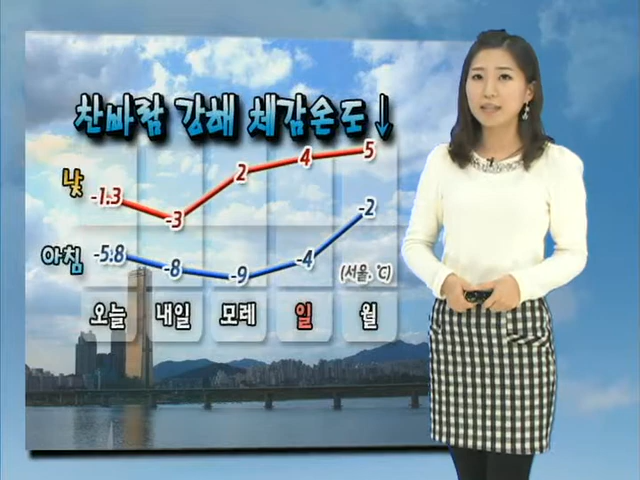 찬바람 강해 체감온도↓
낮 -1.3 -3 2 4 5
아침 -5.8 -8 -9 -4 -2
(서울, ℃)
오늘 내일 모레 일 월